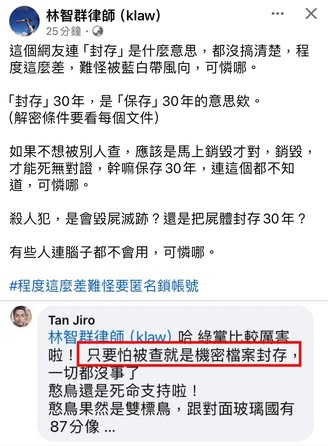 林智群律師 (klaw)
25分鐘・
這個網友連「封存」是什麼意思，都沒搞清楚，程
度這麼差，難怪被藍白帶風向，可憐哪。
「封存」30年，是「保存」30年的意思欸。
(解密條件要看每個文件)
如果不想被別人查，應該是馬上銷毀才對，銷毀，
才能死無對證，幹嘛保存30年，連這個都不知
道，可憐哪。
殺人犯，是會毀屍滅跡？還是把屍體封存30年？
有些人連腦子都不會用，可憐哪。
#程度這麼差難怪要匿名鎖帳號
Tan Jiro
林智群律師 (klaw) 哈 綠黨比較厲害
啦！ 只要怕被查就是機密檔案封存，
一切都沒事了
憨鳥還是死命支持啦！
憨鳥果然是雙標鳥，跟對面玻璃國有
87分像 ...